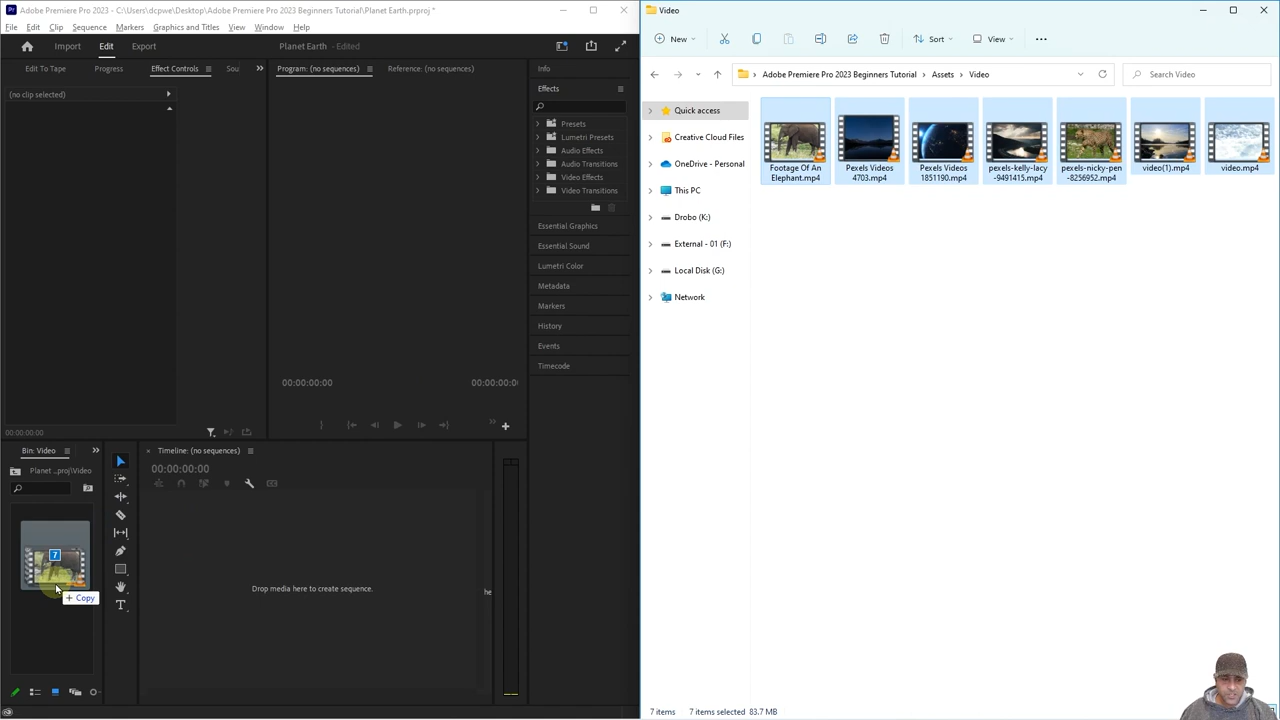 Adobe Premiere Pro 2023 - C:\Users\dcpwe\Desktop\Adobe Premiere Pro 2023 Beginners Tutorial\Planet Earth.prproj *
File Edit Clip Sequence Markers Graphics and Titles View Window Help
Import Edit Export
Planet Earth - Edited
Edit To Tape Progress Effect Controls Sou
Program: (no sequences) Reference: (no sequences)
(no clip selected)
00:00:00:00
00:00:00:00 00:00:00:0
Info
Effects
Presets
Lumetri Presets
Audio Effects
Audio Transitions
Video Effects
Video Transitions
Essential Graphics
Essential Sound
Lumetri Color
Metadata
Markers
History
Events
Timecode
Bin: Video
Planet ...proj\Video
7
+ Copy
Timeline: (no sequences)
00:00:00:00
Drop media here to create sequence.
he
Video
New
Sort
View
Adobe Premiere Pro 2023 Beginners Tutorial > Assets > Video
Search Video
Quick access
Creative Cloud Files
OneDrive - Personal
This PC
Drobo (K:)
External - 01 (F:)
Local Disk (G:)
Network
Footage Of An
Elephant.mp4
Pexels Videos
4703.mp4
Pexels Videos
1851190.mp4
pexels-kelly-lacy
-9491415.mp4
pexels-nicky-pen
-8256952.mp4
video(1).mp4
video.mp4
7 items 7 items selected 83.7 MB